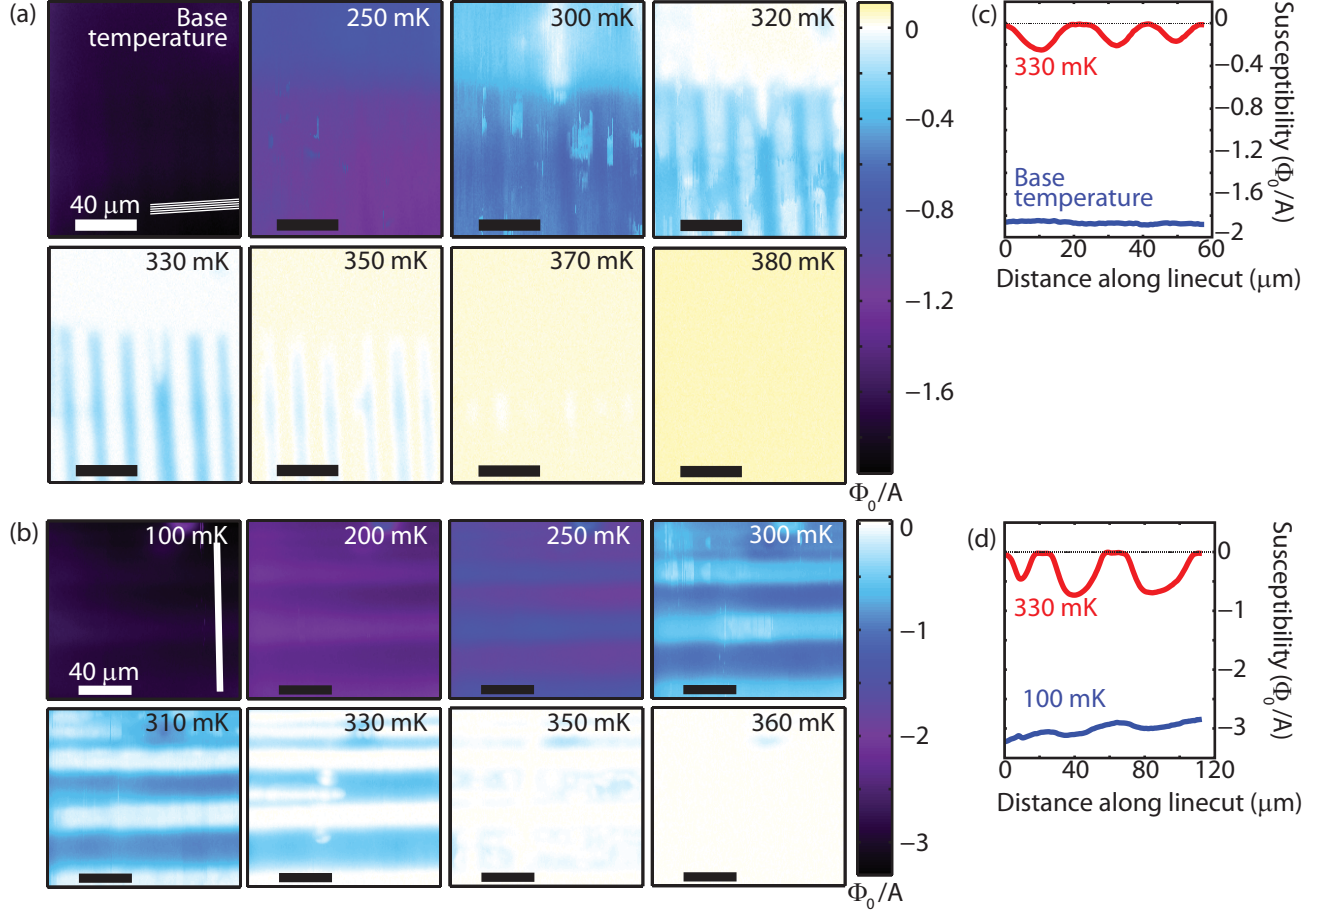 (a)
Base
temperature
40 μm
250 mK
300 mK
320 mK
330 mK
350 mK
370 mK
380 mK
0
−0.4
−0.8
−1.2
−1.6
Φ₀/A
(b)
100 mK
40 μm
200 mK
250 mK
300 mK
310 mK
330 mK
350 mK
360 mK
0
−1
−2
−3
Φ₀/A
(c)
330 mK
Base
temperature
0
−0.4
−0.8
−1.2
−1.6
−2
Susceptibility (Φ₀/A)
0 20 40 60
Distance along linecut (μm)
(d)
330 mK
100 mK
0
−1
−2
−3
Susceptibility (Φ₀/A)
0 40 80 120
Distance along linecut (μm)